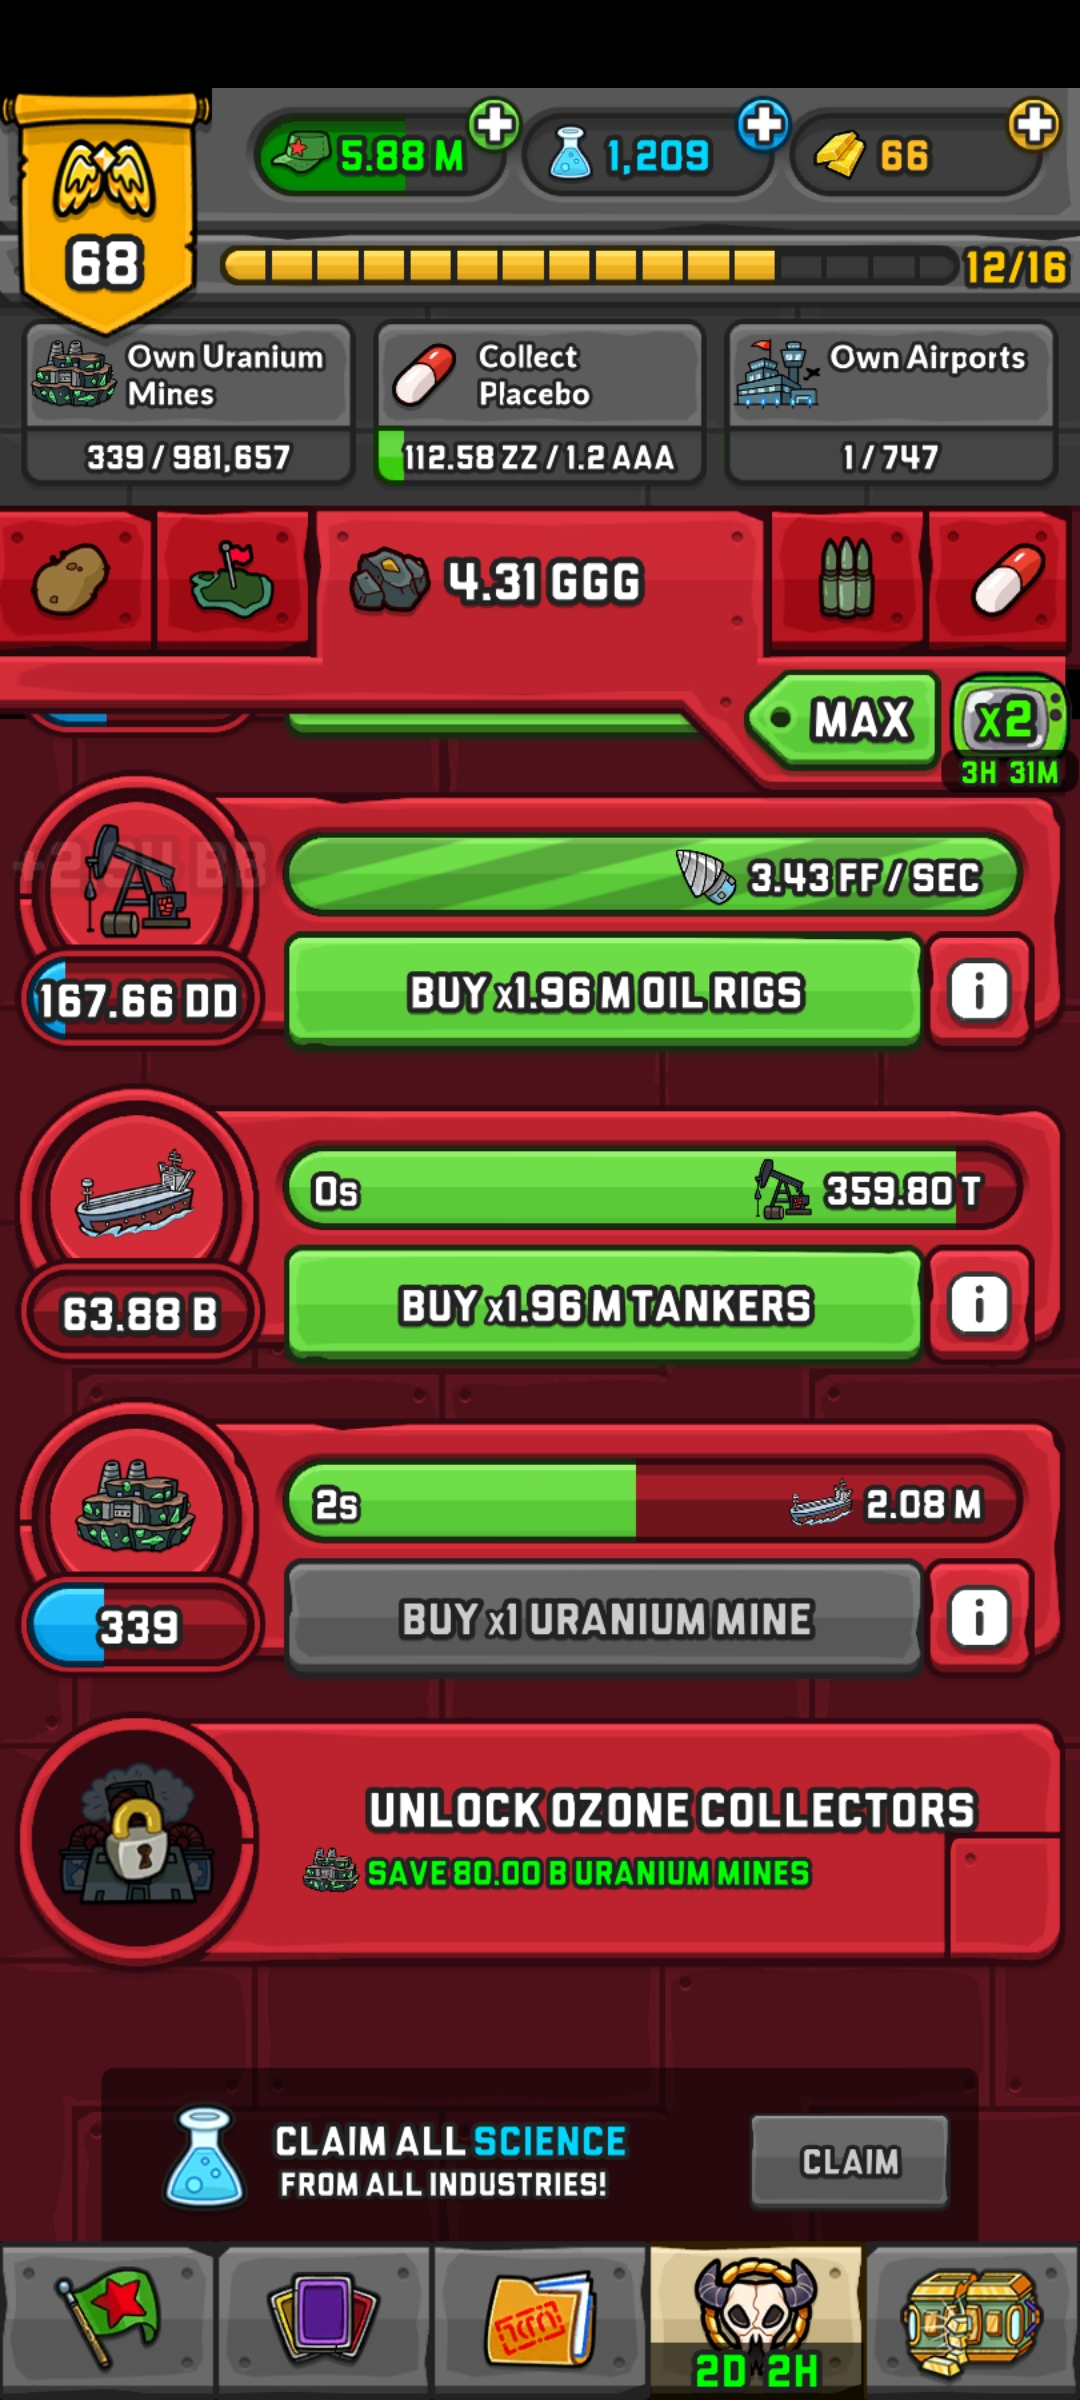 5.88 M
1,209
66
68
12/16
Own Uranium
Mines
339 / 981,657
Collect
Placebo
112.58 ZZ / 1.2 AAA
Own Airports
1 / 747
4.31 GGG
MAX
x2
3H 31M
3.43 FF / SEC
167.66 DD
BUY x1.96 M OIL RIGS
i
0s
359.80 T
63.88 B
BUY x1.96 M TANKERS
i
2s
2.08 M
339
BUY x1 URANIUM MINE
i
UNLOCK OZONE COLLECTORS
SAVE 80.00 B URANIUM MINES
CLAIM ALL SCIENCE
FROM ALL INDUSTRIES!
CLAIM
2D 2H